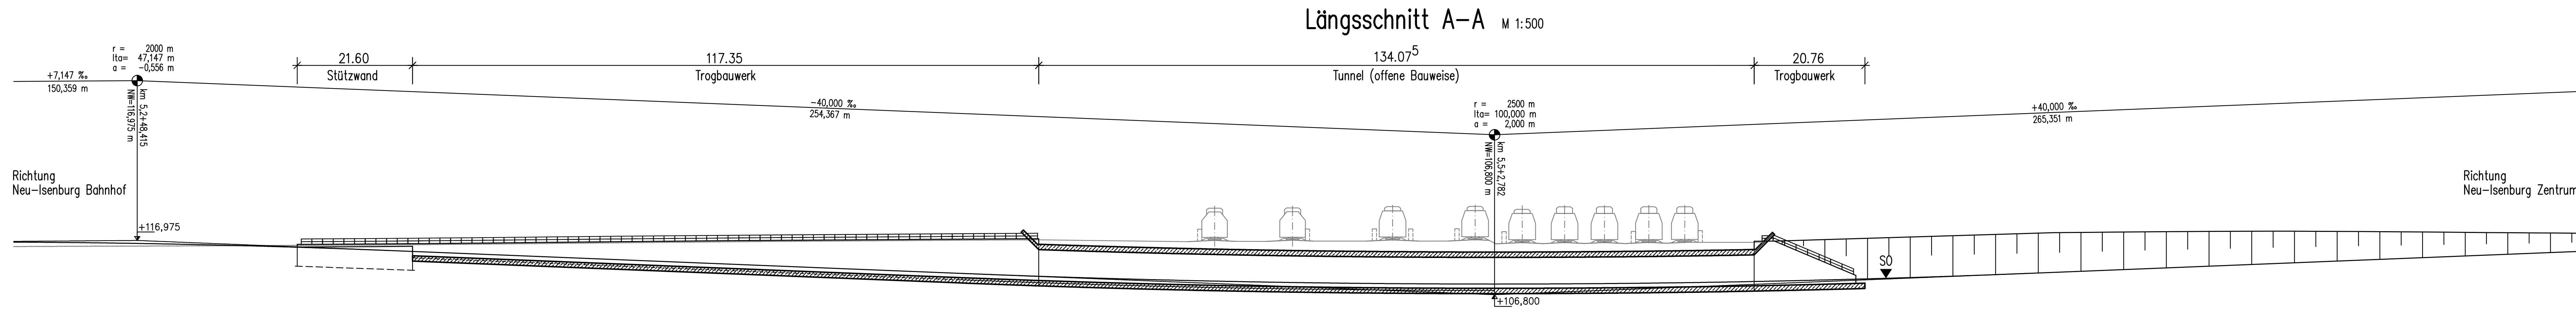 Längsschnitt A-A M 1:500
r = 2000 m
lta= 47,147 m
a = -0,556 m
+7,147 ‰
150,359 m
km 5,2+48,415
NW=116,975 m
21.60
Stützwand
117.35
Trogbauwerk
134.07⁵
Tunnel (offene Bauweise)
20.76
Trogbauwerk
-40,000 ‰
254,367 m
r = 2500 m
lta= 100,000 m
a = 2,000 m
km 5,5+2,782
NW=106,800 m
+40,000 ‰
265,351 m
Richtung
Neu-Isenburg Bahnhof
Richtung
Neu-Isenburg Zentrum
+116,975
SO
+106,800